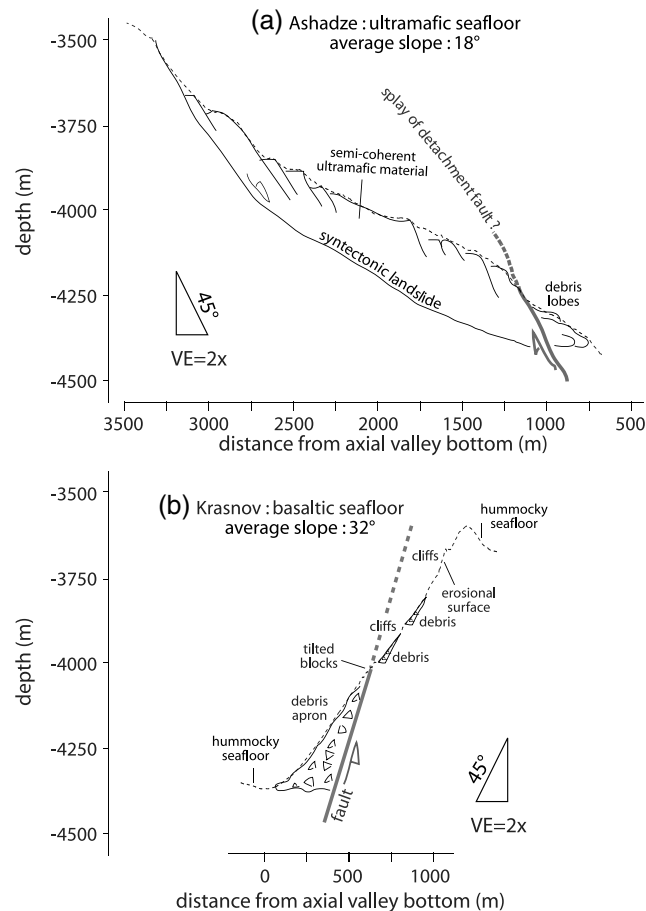 (a) Ashadze : ultramafic seafloor
average slope : 18°
-3500
-3750
-4000
-4250
-4500
depth (m)
splay of detachment fault ?
semi-coherent
ultramafic material
syntectonic landslide
debris
lobes
45°
VE=2x
3500 3000 2500 2000 1500 1000 500
distance from axial valley bottom (m)
(b) Krasnov : basaltic seafloor
average slope : 32°
-3500
-3750
-4000
-4250
-4500
depth (m)
hummocky
seafloor
cliffs
erosional
surface
cliffs
debris
tilted
blocks
debris
debris
apron
hummocky
seafloor
fault
45°
VE=2x
0 500 1000
distance from axial valley bottom (m)